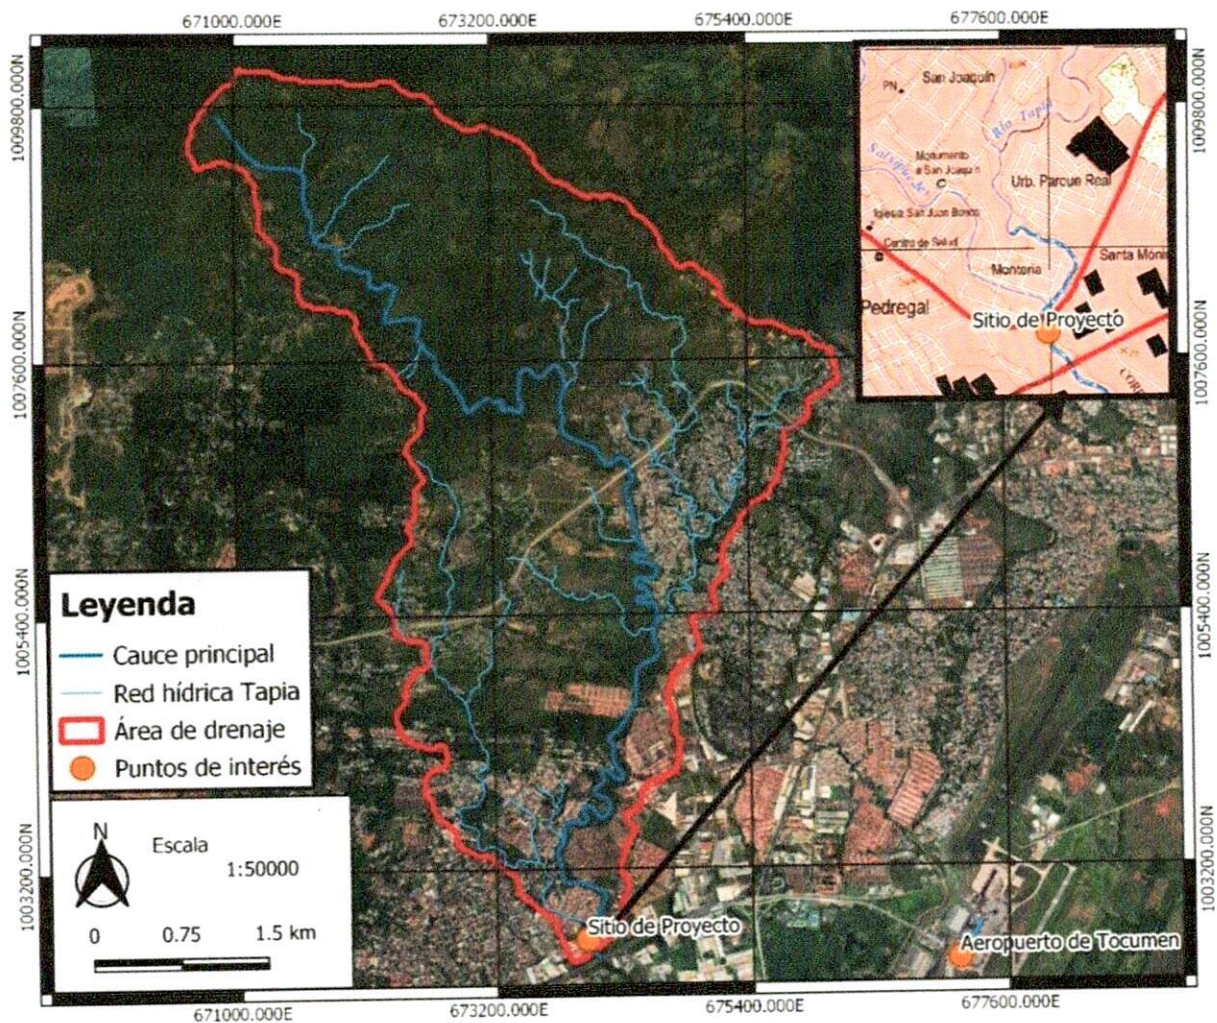 671000.000E
673200.000E
675400.000E
677600.000E
1009800.000N
1007600.000N
1005400.000N
1003200.000N
PN
San Joaquín
Río Tapia
Monumento
a San Joaquín
Urb. Parque Real
Iglesia San Juan Bosco
Centro de Salud
Montería
Santa Móni
Pedregal
Sitio de Proyecto
1009800.000N
1007600.000N
1005400.000N
1003200.000N
Leyenda
Cauce principal
Red hídrica Tapia
Área de drenaje
Puntos de interés
N
Escala
1:50000
0 0.75 1.5 km
Sitio de Proyecto
Aeropuerto de Tocumen
671000.000E
673200.000E
675400.000E
677600.000E